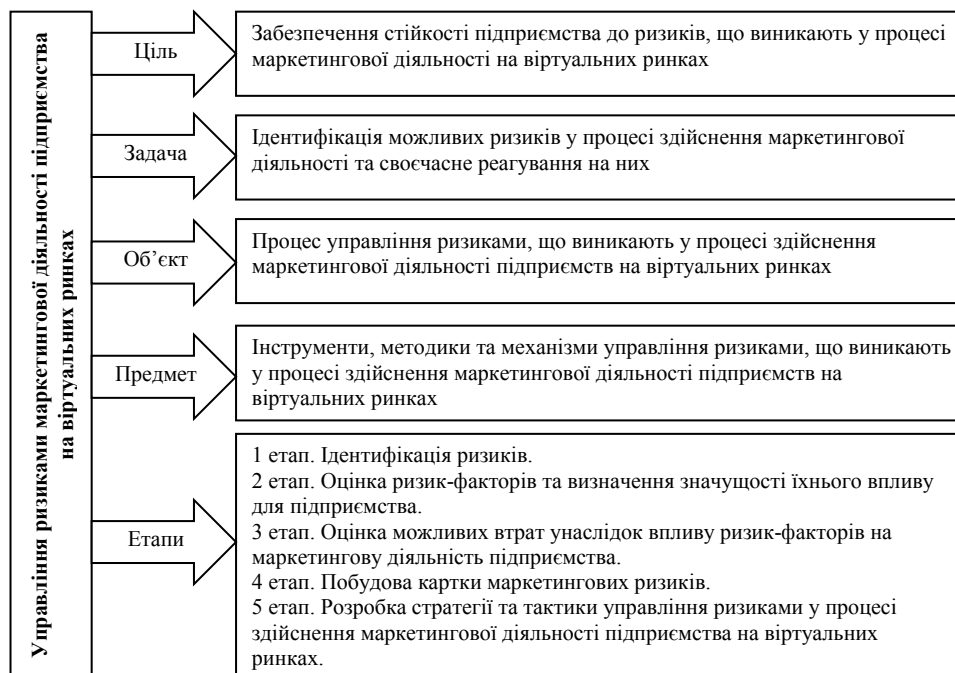 Управління ризиками маркетингової діяльності підприємства
на віртуальних ринках
Ціль
Забезпечення стійкості підприємства до ризиків, що виникають у процесі
маркетингової діяльності на віртуальних ринках
Задача
Ідентифікація можливих ризиків у процесі здійснення маркетингової
діяльності та своєчасне реагування на них
Об’єкт
Процес управління ризиками, що виникають у процесі здійснення
маркетингової діяльності підприємств на віртуальних ринках
Предмет
Інструменти, методики та механізми управління ризиками, що виникають
у процесі здійснення маркетингової діяльності підприємств на
віртуальних ринках
Етапи
1 етап. Ідентифікація ризиків.
2 етап. Оцінка ризик-факторів та визначення значущості їхнього впливу
для підприємства.
3 етап. Оцінка можливих втрат унаслідок впливу ризик-факторів на
маркетингову діяльність підприємства.
4 етап. Побудова картки маркетингових ризиків.
5 етап. Розробка стратегії та тактики управління ризиками у процесі
здійснення маркетингової діяльності підприємства на віртуальних
ринках.